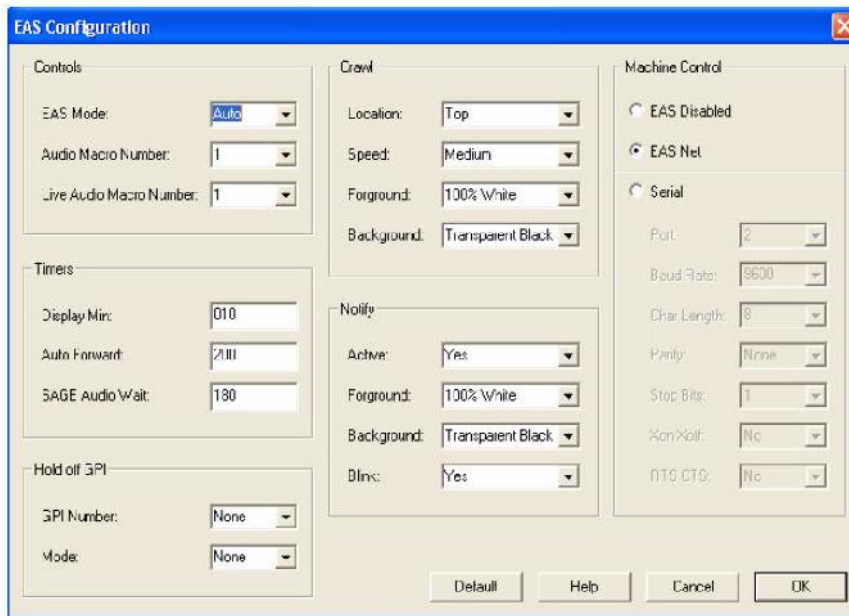 EAS Configuration
Controls
EAS Mode: Auto
Audio Macro Number: 1
Live Audio Macro Number: 1
Timers
Display Min: 010
Auto Forward: 200
SAGE Audio Wait: 180
Hold off GPI
GPI Number: None
Mode: None
Crawl
Location: Top
Speed: Medium
Forground: 100% White
Background: Transparent Black
Notify
Active: Yes
Forground: 100% White
Background: Transparent Black
Blink: Yes
Machine Control
EAS Disabled
EAS Net
Serial
Port: 2
Baud Rate: 9600
Char Length: 8
Parity: None
Stop Bits: 1
Xon Xoff: No
RTS CTS: No
Default Help Cancel OK